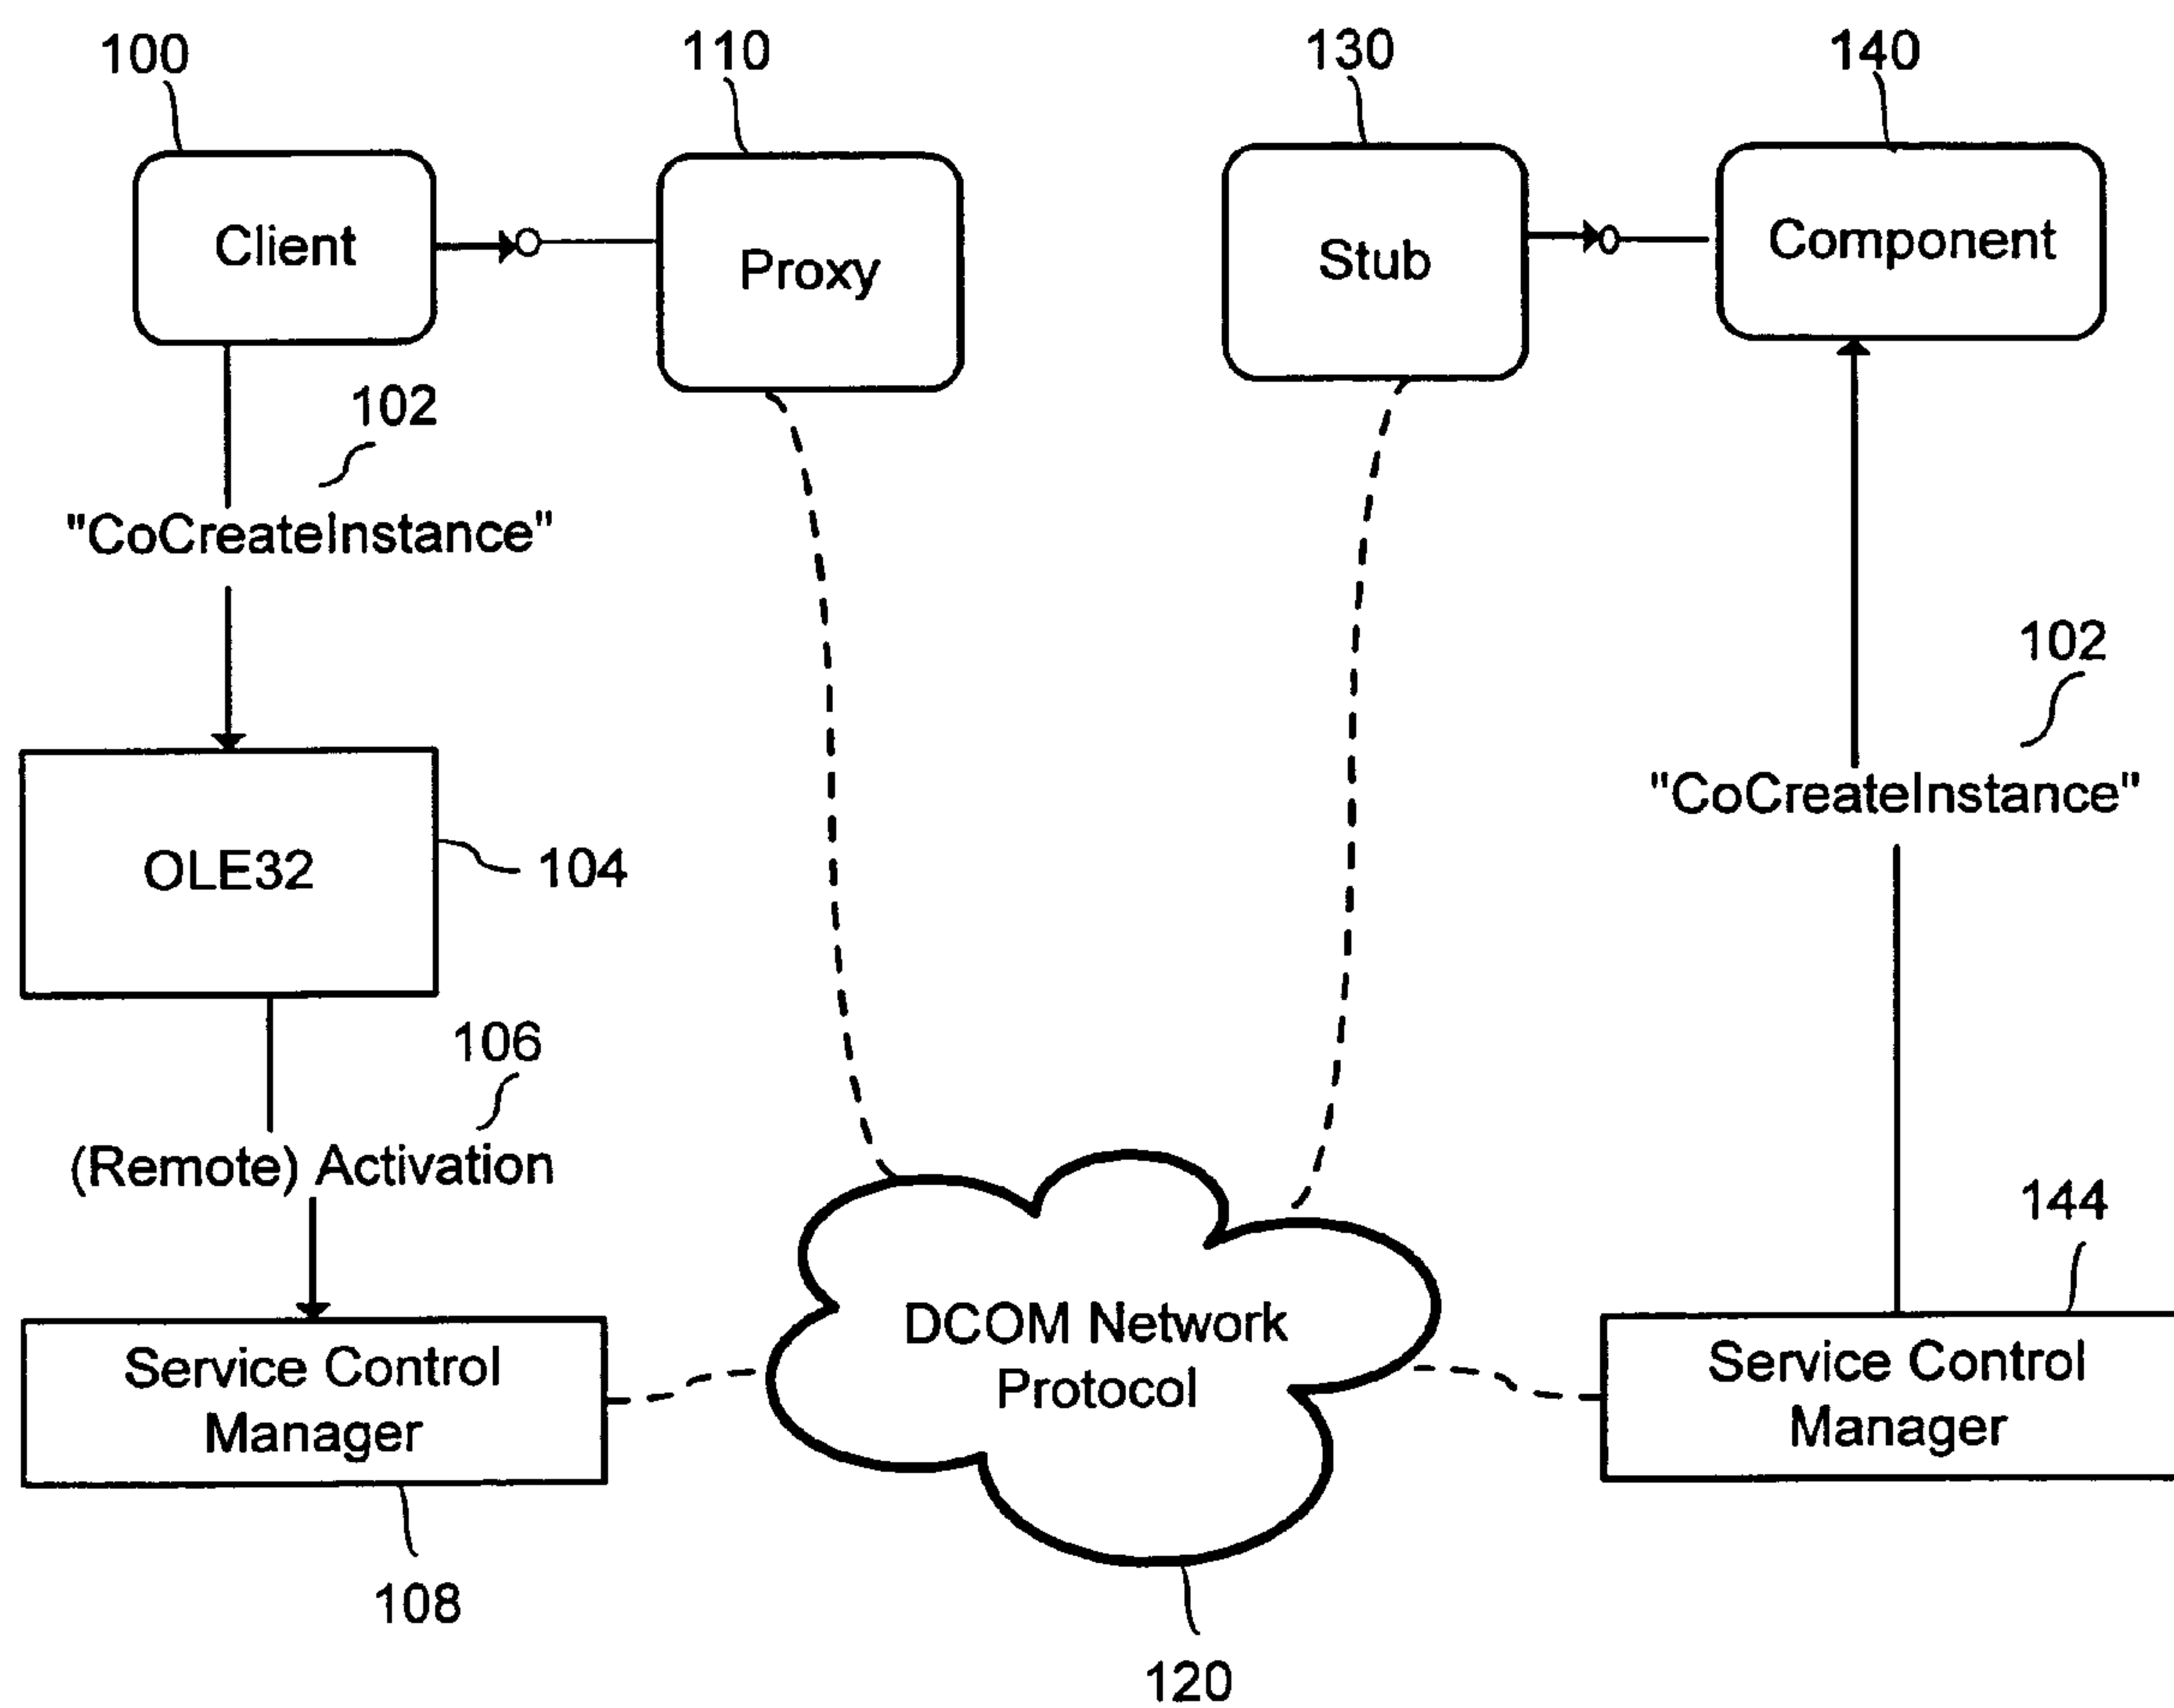 100
110
130
140
Client
Proxy
Stub
Component
102
"CoCreateInstance"
102
"CoCreateInstance"
OLE32
104
106
(Remote) Activation
144
Service Control
Manager
DCOM Network
Protocol
Service Control
Manager
108
120